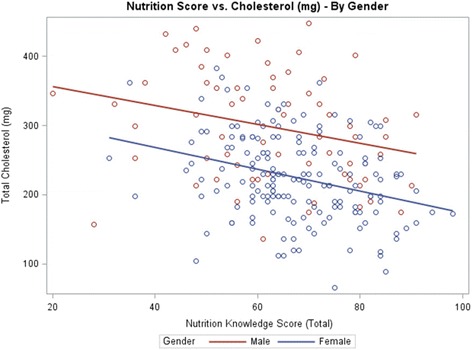 Nutrition Score vs. Cholesterol (mg) - By Gender
Total Cholesterol (mg)
400
300
200
100
20
40
60
80
100
Nutrition Knowledge Score (Total)
Gender Male Female